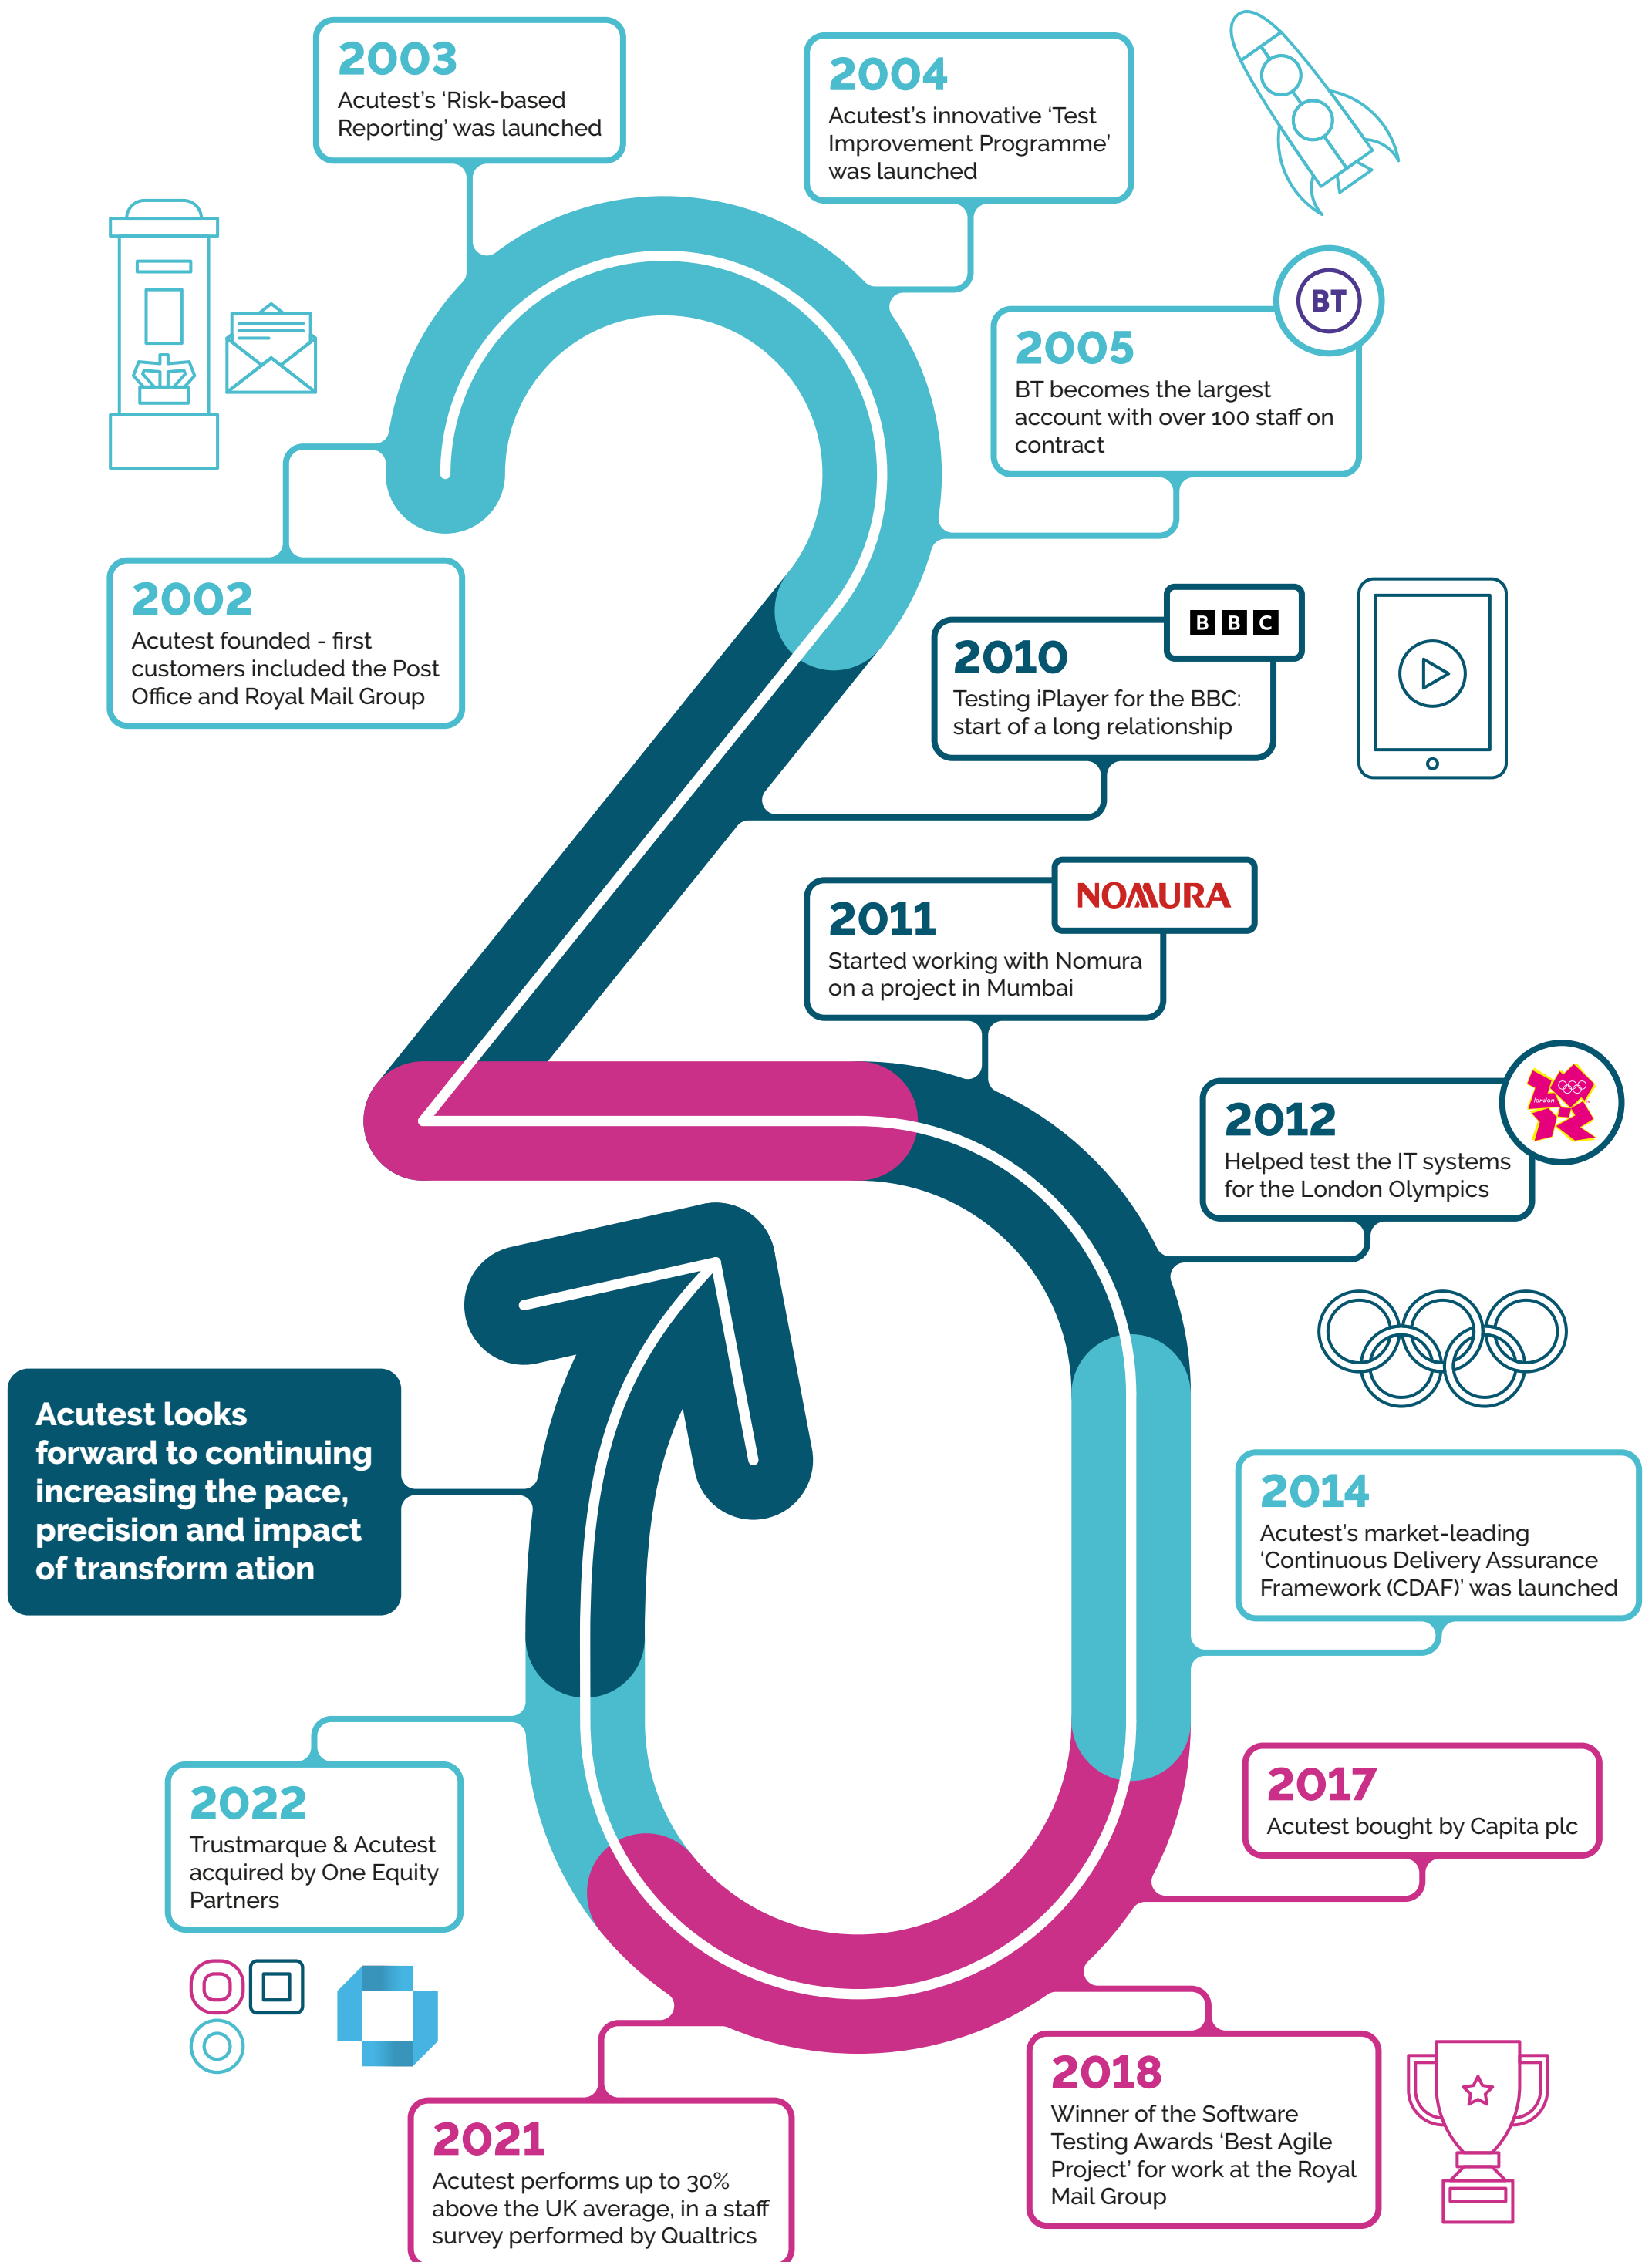 2003
Acutest's 'Risk-based
Reporting' was launched
2004
Acutest's innovative 'Test
Improvement Programme'
was launched
BT
2005
BT becomes the largest
account with over 100 staff on
contract
2002
Acutest founded - first
customers included the Post
Office and Royal Mail Group
BBC
2010
Testing iPlayer for the BBC:
start of a long relationship
NOMURA
2011
Started working with Nomura
on a project in Mumbai
london
2012
Helped test the IT systems
for the London Olympics
Acutest looks
forward to continuing
increasing the pace,
precision and impact
of transform ation
2014
Acutest's market-leading
'Continuous Delivery Assurance
Framework (CDAF)' was launched
2017
Acutest bought by Capita plc
2022
Trustmarque & Acutest
acquired by One Equity
Partners
2018
Winner of the Software
Testing Awards 'Best Agile
Project' for work at the Royal
Mail Group
2021
Acutest performs up to 30%
above the UK average, in a staff
survey performed by Qualtrics